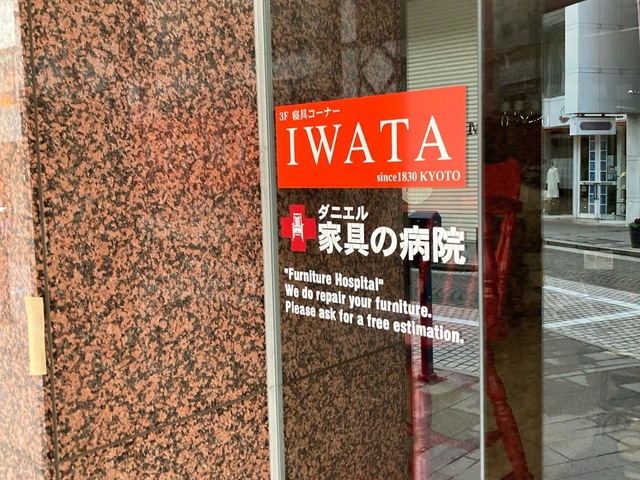 3F 寝具コーナー
IWATA
since1830 KYOTO
ダニエル
家具の病院
"Furniture Hospital"
We do repair your furniture.
Please ask for a free estimation.